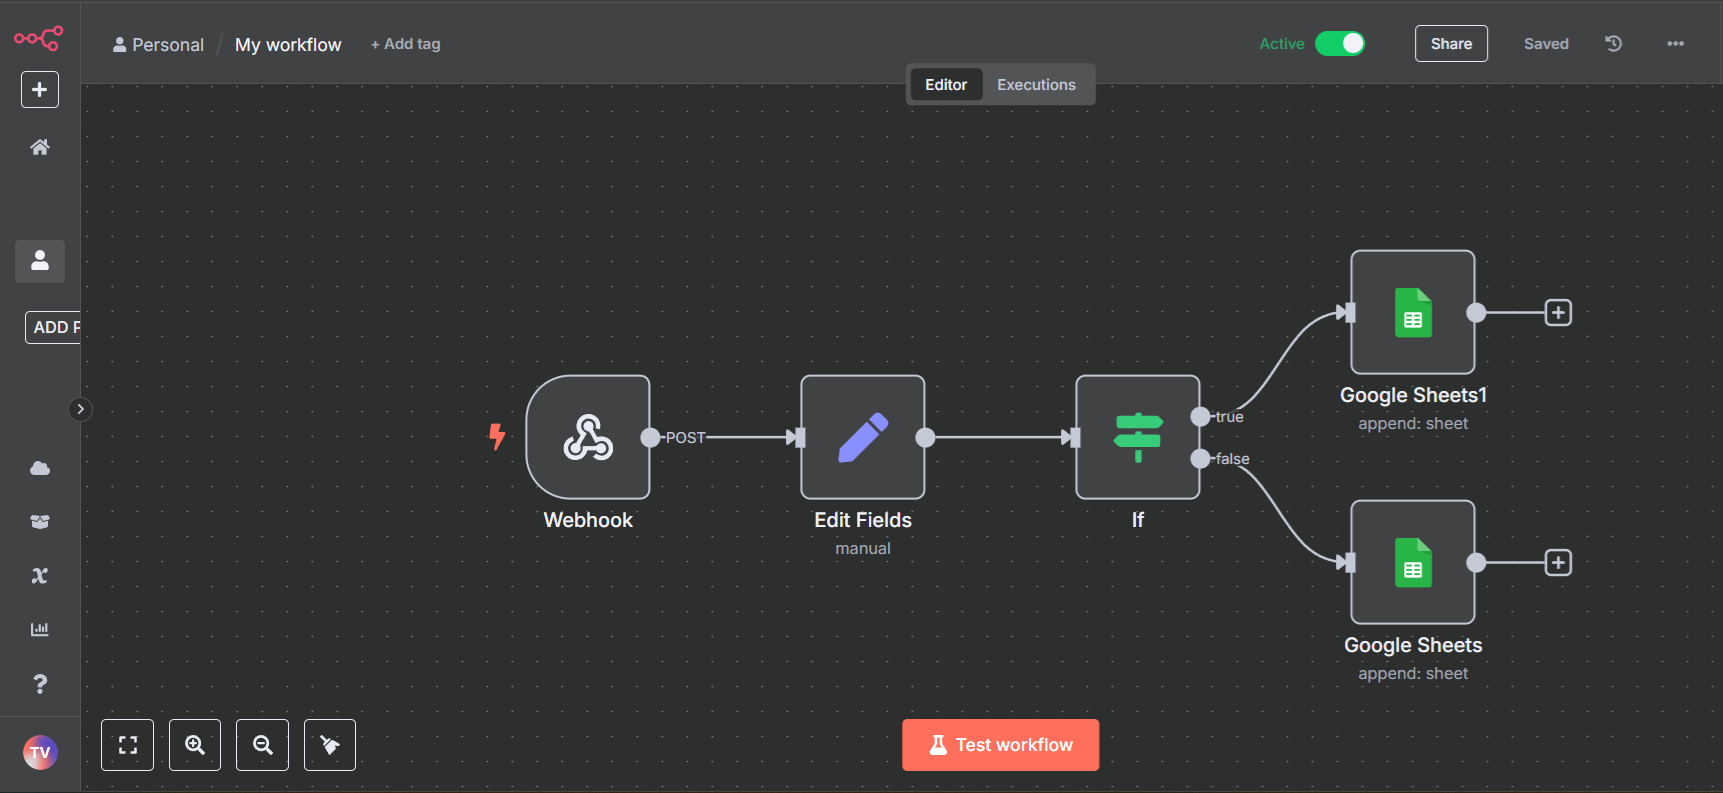 Personal / My workflow + Add tag
Active Share Saved
Editor Executions
ADD
POST
true
false
Webhook
Edit Fields
manual
If
Google Sheets1
append: sheet
Google Sheets
append: sheet
Test workflow
TV